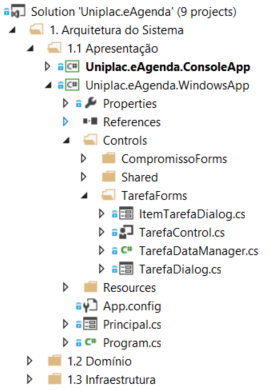 Solution 'Uniplac.eAgenda' (9 projects)
1. Arquitetura do Sistema
1.1 Apresentação
C# Uniplac.eAgenda.ConsoleApp
C# Uniplac.eAgenda.WindowsApp
Properties
References
Controls
CompromissoForms
Shared
TarefaForms
ItemTarefaDialog.cs
TarefaControl.cs
C# TarefaDataManager.cs
TarefaDialog.cs
Resources
App.config
Principal.cs
C# Program.cs
1.2 Domínio
1.3 Infraestrutura